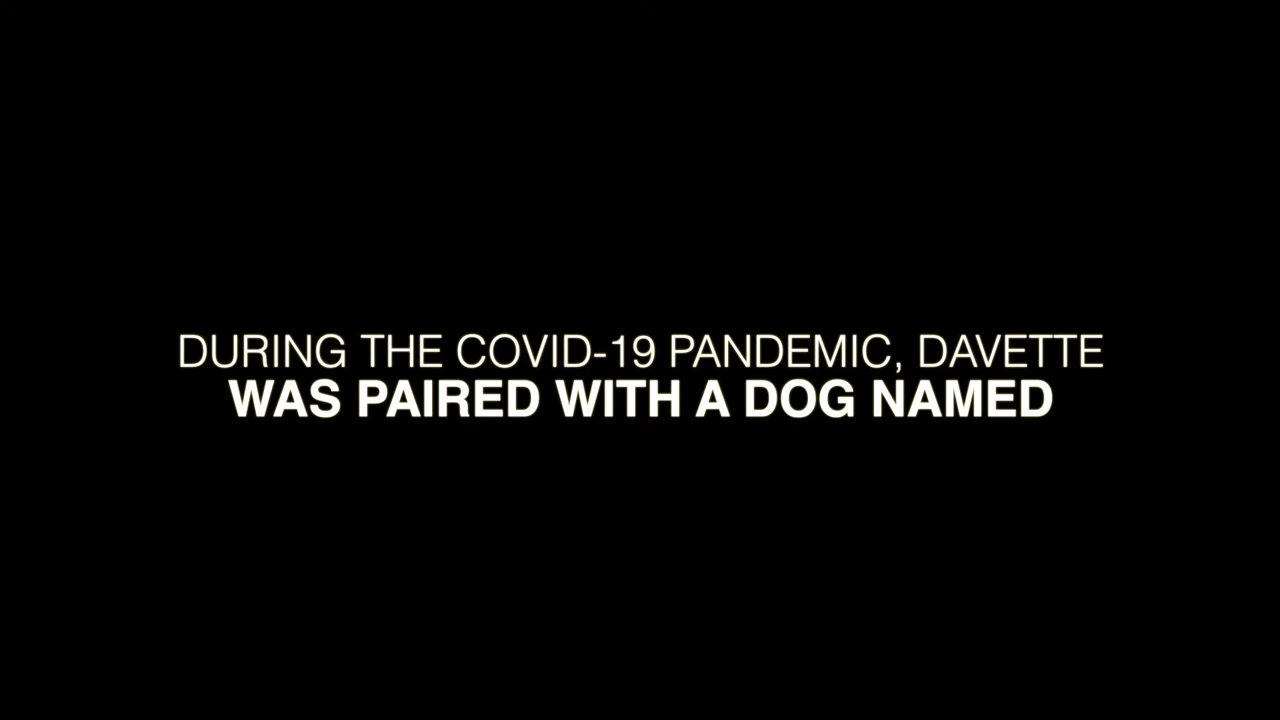 DURING THE COVID-19 PANDEMIC, DAVETTE
WAS PAIRED WITH A DOG NAMED